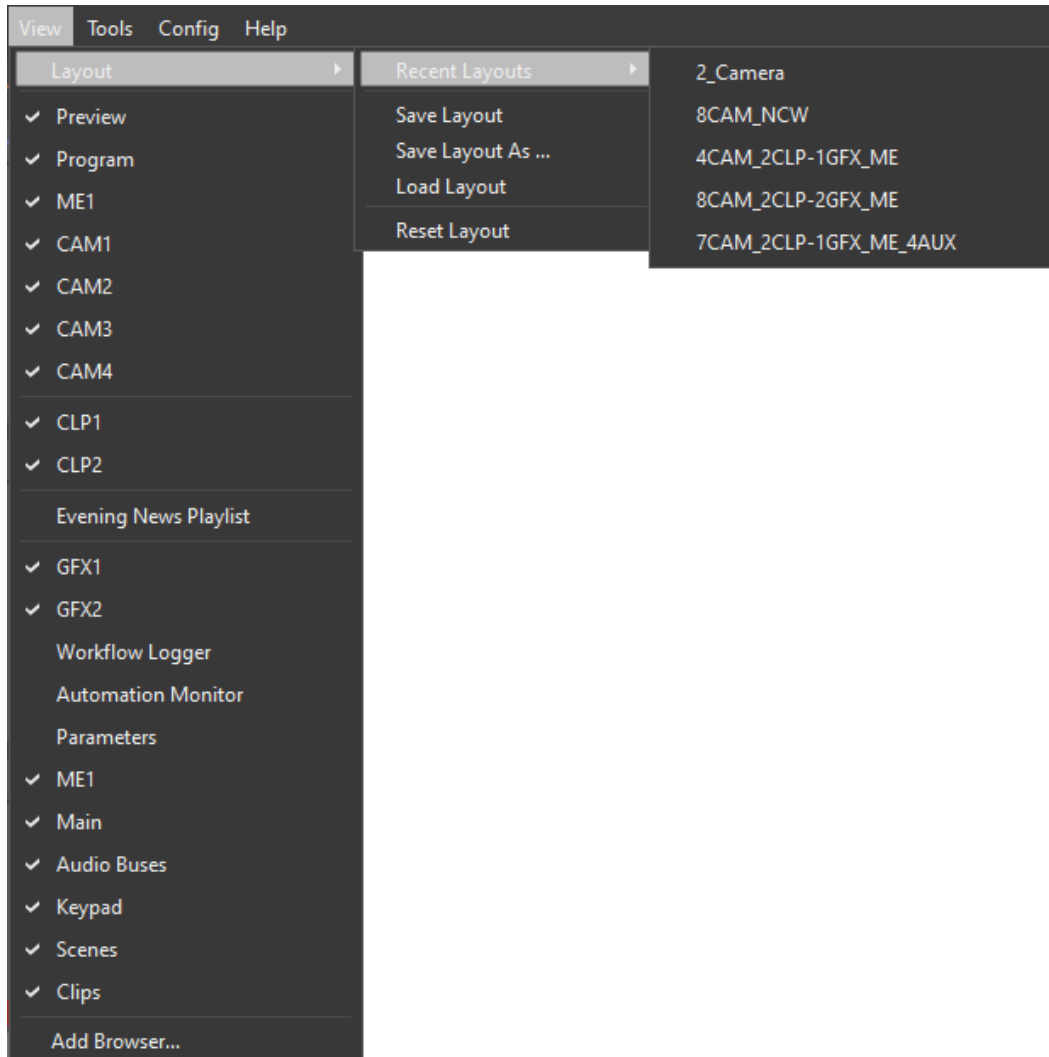 View Tools Config Help
Layout
Preview
Program
ME1
CAM1
CAM2
CAM3
CAM4
CLP1
CLP2
Evening News Playlist
GFX1
GFX2
Workflow Logger
Automation Monitor
Parameters
ME1
Main
Audio Buses
Keypad
Scenes
Clips
Add Browser...
Recent Layouts
Save Layout
Save Layout As ...
Load Layout
Reset Layout
2_Camera
8CAM_NCW
4CAM_2CLP-1GFX_ME
8CAM_2CLP-2GFX_ME
7CAM_2CLP-1GFX_ME_4AUX